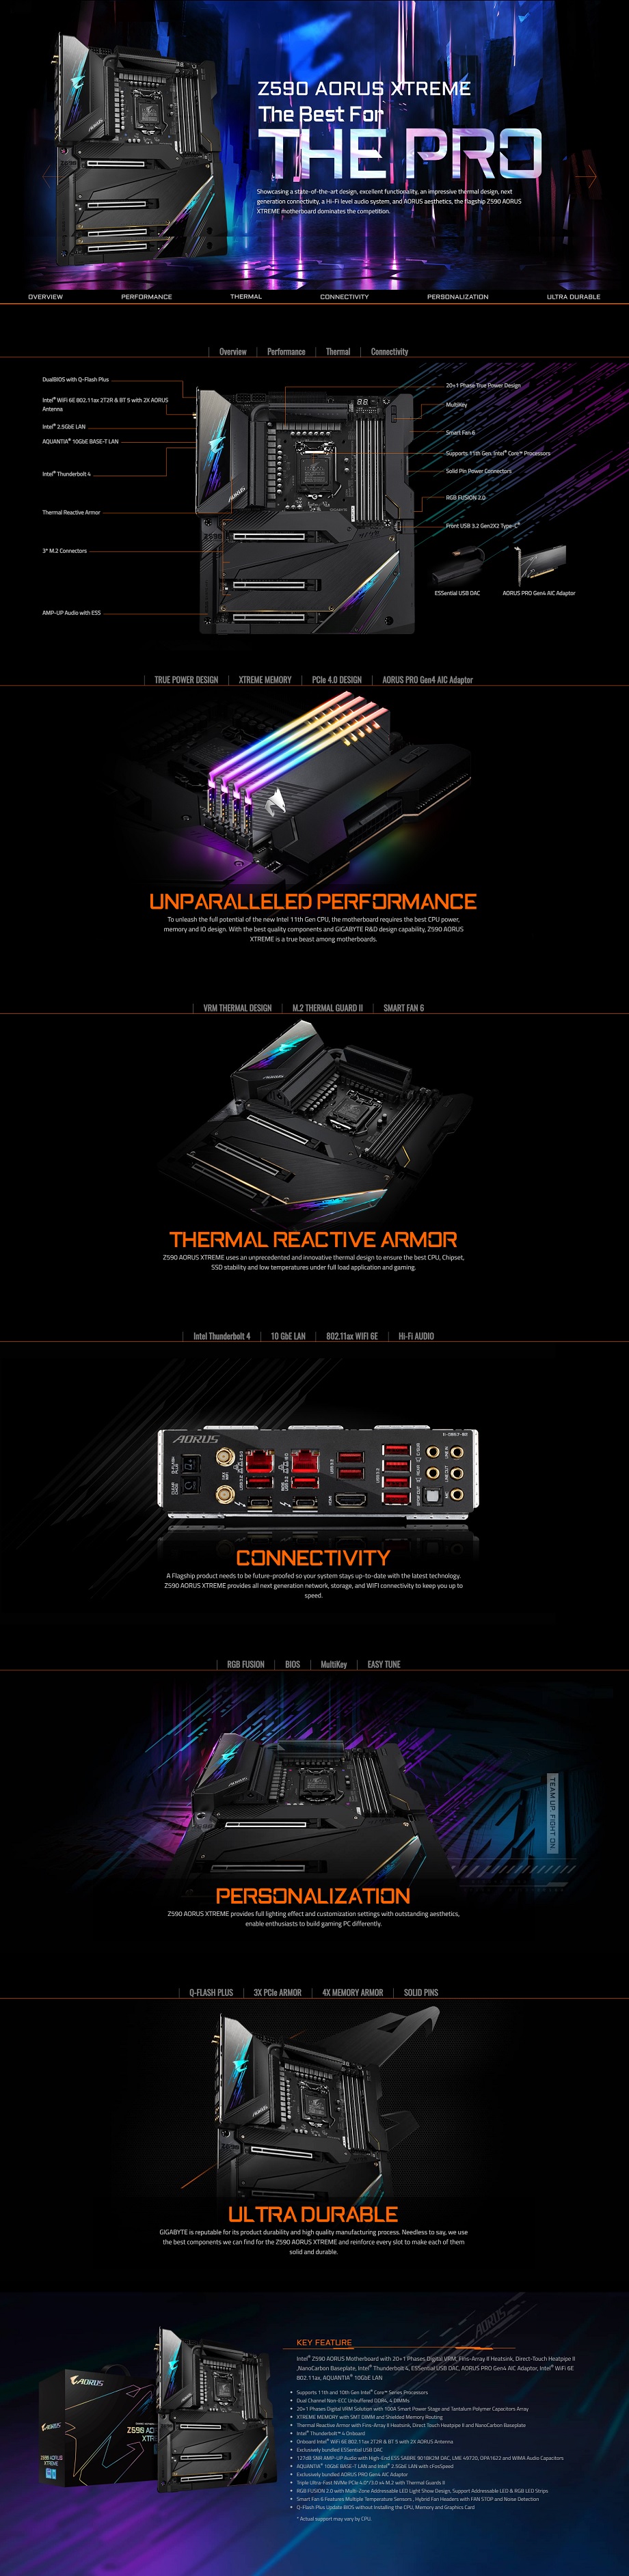 Z590 AORUS XTREME
The Best For
THE PRO
Showcasing a state-of-the-art design, excellent functionality, an impressive thermal design, next
generation connectivity, a Hi-Fi level audio system, and AORUS aesthetics, the flagship Z590 AORUS
XTREME motherboard dominates the competition.
OVERVIEW PERFORMANCE THERMAL CONNECTIVITY PERSONALIZATION ULTRA DURABLE
Overview Performance Thermal Connectivity
DualBIOS with Q-Flash Plus
Intel® WiFi 6E 802.11ax 2T2R & BT 5 with 2X AORUS
Antenna
Intel® 2.5GbE LAN
AQUANTIA® 10GbE BASE-T LAN
Intel® Thunderbolt 4
Thermal Reactive Armor
3* M.2 Connectors
AMP-UP Audio with ESS
20+1 Phase True Power Design
MultiKey
Smart Fan 6
Supports 11th Gen. Intel® Core™ Processors
Solid Pin Power Connectors
RGB FUSION 2.0
Front USB 3.2 Gen2X2 Type-C®
ESSential USB DAC
AORUS PRO Gen4 AIC Adaptor
AORUS
Z590
TRUE POWER DESIGN XTREME MEMORY PCIe 4.0 DESIGN AORUS PRO Gen4 AIC Adaptor
UNPARALLELED PERFORMANCE
To unleash the full potential of the new Intel 11th Gen CPU, the motherboard requires the best CPU power,
memory and IO design. With the best quality components and GIGABYTE R&D design capability, Z590 AORUS
XTREME is a true beast among motherboards.
VRM THERMAL DESIGN M.2 THERMAL GUARD II SMART FAN 6
AORUS
THERMAL REACTIVE ARMOR
Z590 AORUS XTREME uses an unprecedented and innovative thermal design to ensure the best CPU, Chipset,
SSD stability and low temperatures under full load application and gaming.
Intel Thunderbolt 4 10 GbE LAN 802.11ax WIFI 6E Hi-Fi AUDIO
AORUS
Q-FLASH PLUS
CLEAR CMOS
HDMI
CONNECTIVITY
A Flagship product needs to be future-proofed so your system stays up-to-date with the latest technology.
Z590 AORUS XTREME provides all next generation network, storage, and WIFI connectivity to keep you up to
speed.
RGB FUSION BIOS MultiKey EASY TUNE
AORUS
TEAM UP. FIGHT ON.
PERSONALIZATION
Z590 AORUS XTREME provides full lighting effect and customization settings with outstanding aesthetics,
enable enthusiasts to build gaming PC differently.
Q-FLASH PLUS 3X PCIe ARMOR 4X MEMORY ARMOR SOLID PINS
AORUS
Z590
ULTRA DURABLE
GIGABYTE is reputable for its product durability and high quality manufacturing process. Needless to say, we use
the best components we can find for the Z590 AORUS XTREME and reinforce every slot to make each of them
solid and durable.
AORUS
KEY FEATURE
Intel® Z590 AORUS Motherboard with 20+1 Phases Digital VRM, Fins-Array II Heatsink, Direct-Touch Heatpipe II
,NanoCarbon Baseplate, Intel® Thunderbolt 4, ESSential USB DAC, AORUS PRO Gen4 AIC Adaptor, Intel® WiFi 6E
802.11ax, AQUANTIA® 10GbE LAN
Supports 11th and 10th Gen Intel® Core™ Series Processors
Dual Channel Non-ECC Unbuffered DDR4, 4 DIMMs
20+1 Phases Digital VRM Solution with 100A Smart Power Stage and Tantalum Polymer Capacitors Array
XTREME MEMORY with SMT DIMM and Shielded Memory Routing
Thermal Reactive Armor with Fins-Array II Heatsink, Direct Touch Heatpipe II and NanoCarbon Baseplate
Intel® Thunderbolt™ 4 Onboard
Onboard Intel® WiFi 6E 802.11ax 2T2R & BT 5 with 2X AORUS Antenna
Exclusively bundled ESSential USB DAC
127dB SNR AMP-UP Audio with High-End ESS SABRE 9018K2M DAC, LME 49720, OPA1622 and WIMA Audio Capacitors
AQUANTIA® 10GbE BASE-T LAN and Intel® 2.5GbE LAN with cFosSpeed
Exclusively bundled AORUS PRO Gen4 AIC Adaptor
Triple Ultra-Fast NVMe PCIe 4.0*/3.0 x4 M.2 with Thermal Guards II
RGB FUSION 2.0 with Multi-Zone Addressable LED Light Show Design, Support Addressable LED & RGB LED Strips
Smart Fan 6 Features Multiple Temperature Sensors , Hybrid Fan Headers with FAN STOP and Noise Detection
Q-Flash Plus Update BIOS without Installing the CPU, Memory and Graphics Card
* Actual support may vary by CPU.
AORUS
AORUS
Z590 AORUS
XTREME